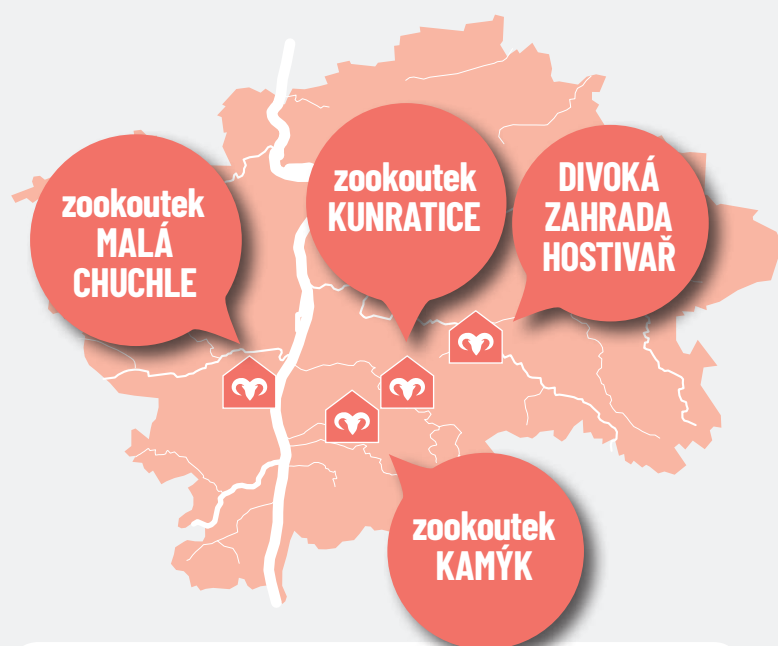 zookoutek
MALÁ
CHUCHLE
zookoutek
KUNRATICE
DIVOKÁ
ZAHRADA
HOSTIVAŘ
zookoutek
KAMÝK